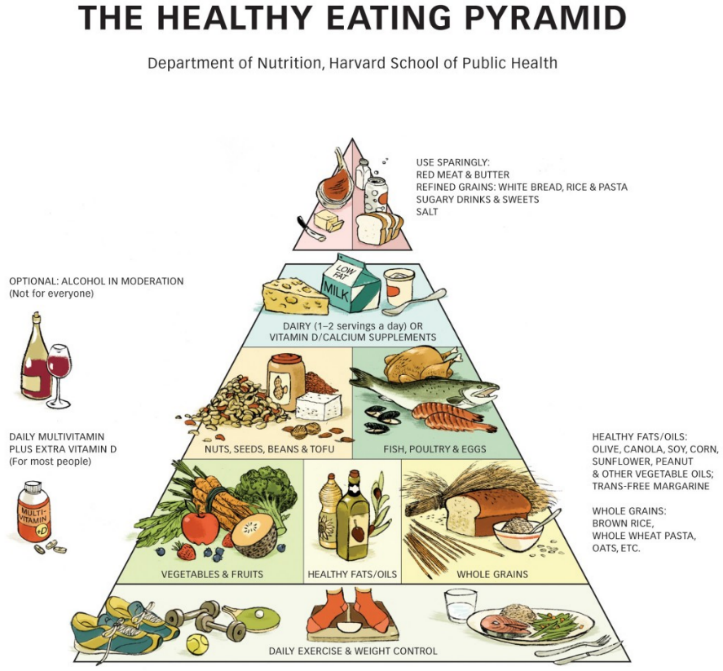 THE HEALTHY EATING PYRAMID
Department of Nutrition, Harvard School of Public Health
USE SPARINGLY:
RED MEAT & BUTTER
REFINED GRAINS: WHITE BREAD, RICE & PASTA
SUGARY DRINKS & SWEETS
SALT
OPTIONAL: ALCOHOL IN MODERATION
(Not for everyone)
LOW
FAT
MILK
DAIRY (1–2 servings a day) OR
VITAMIN D/CALCIUM SUPPLEMENTS
DAILY MULTIVITAMIN
PLUS EXTRA VITAMIN D
(For most people)
MULTI-
VITAMIN
+D
NUTS, SEEDS, BEANS & TOFU
FISH, POULTRY & EGGS
HEALTHY FATS/OILS:
OLIVE, CANOLA, SOY, CORN,
SUNFLOWER, PEANUT
& OTHER VEGETABLE OILS;
TRANS-FREE MARGARINE
WHOLE GRAINS:
BROWN RICE,
WHOLE WHEAT PASTA,
OATS, ETC.
VEGETABLES & FRUITS
HEALTHY FATS/OILS
WHOLE GRAINS
DAILY EXERCISE & WEIGHT CONTROL